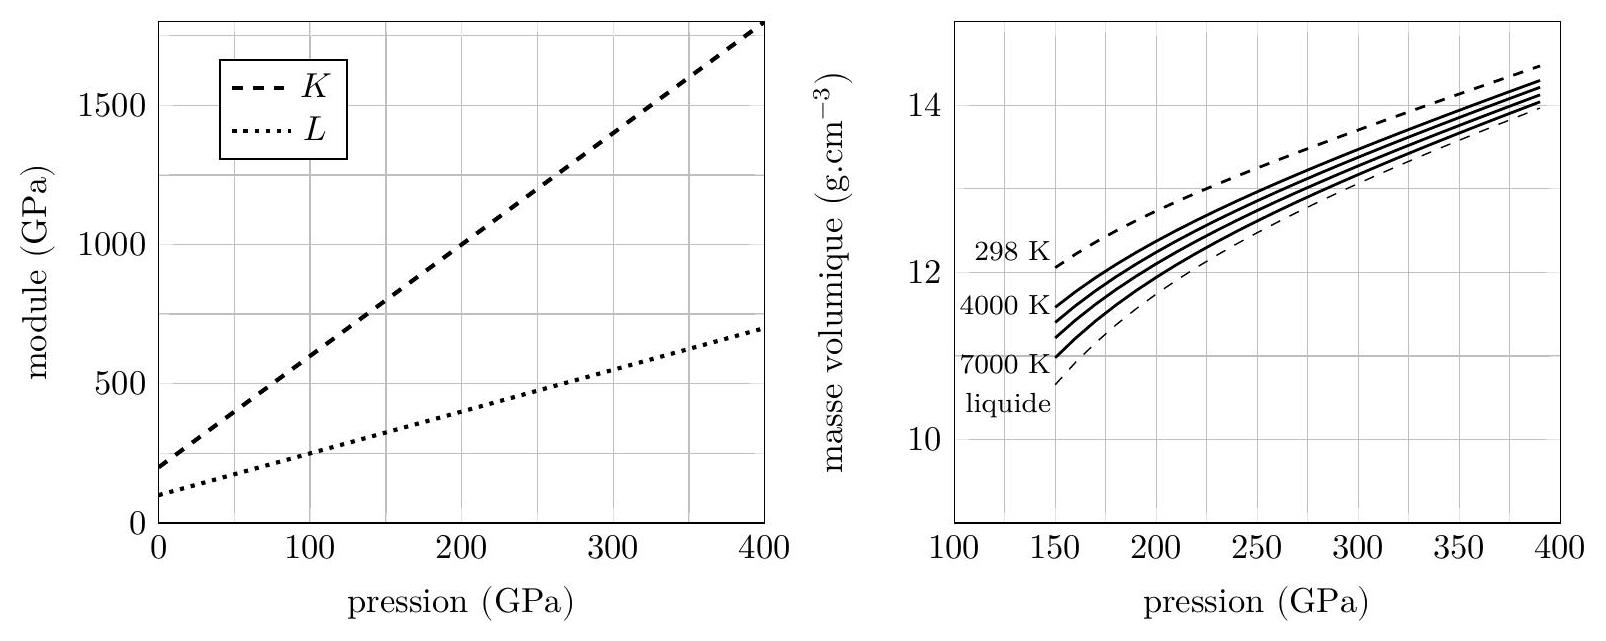 K
L
1500
1000
500
0
0 100 200 300 400
module (GPa)
pression (GPa)
14
12
10
298 K
4000 K
7000 K
liquide
100 150 200 250 300 350 400
masse volumique (g.cm⁻³)
pression (GPa)